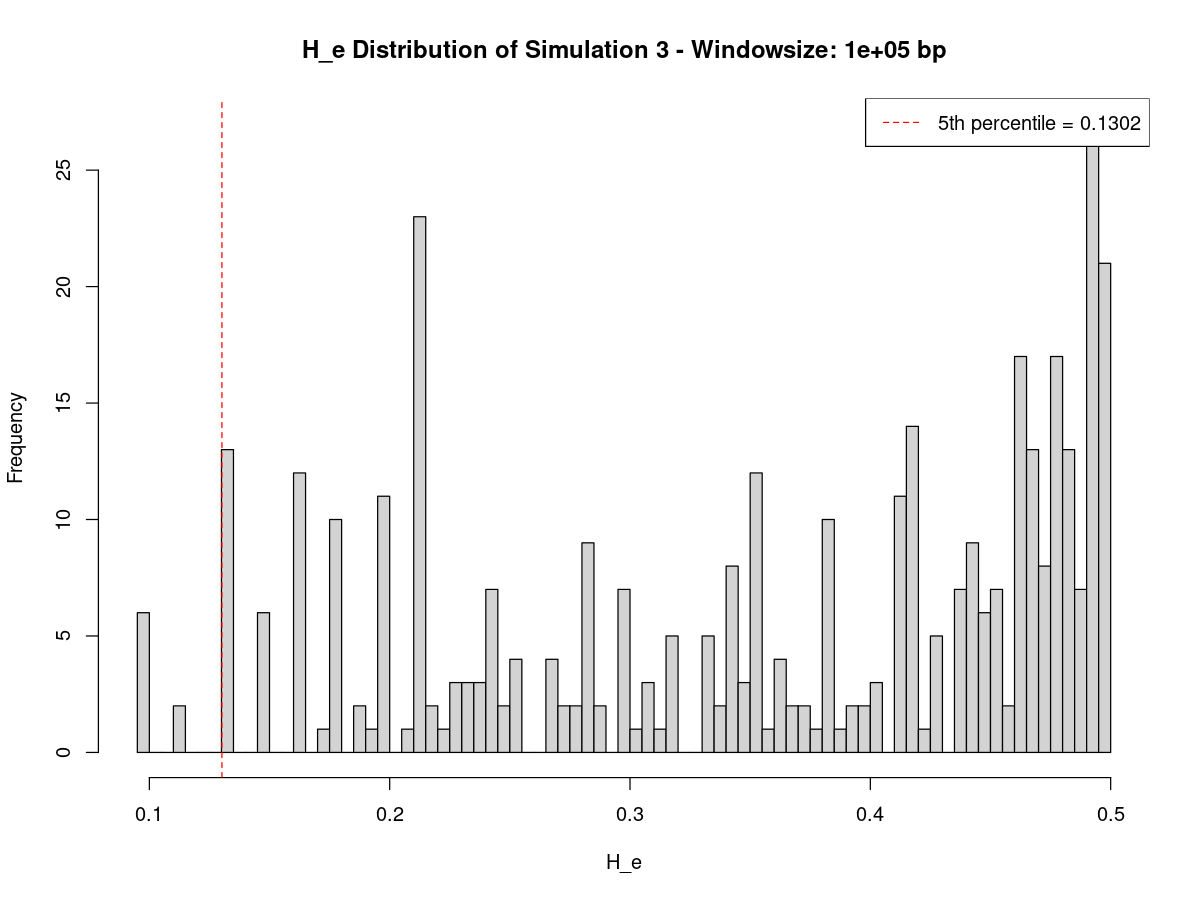 H_e Distribution of Simulation 3 - Windowsize: 1e+05 bp
5th percentile = 0.1302
Frequency
25
20
15
10
5
0
0.1 0.2 0.3 0.4 0.5
H_e